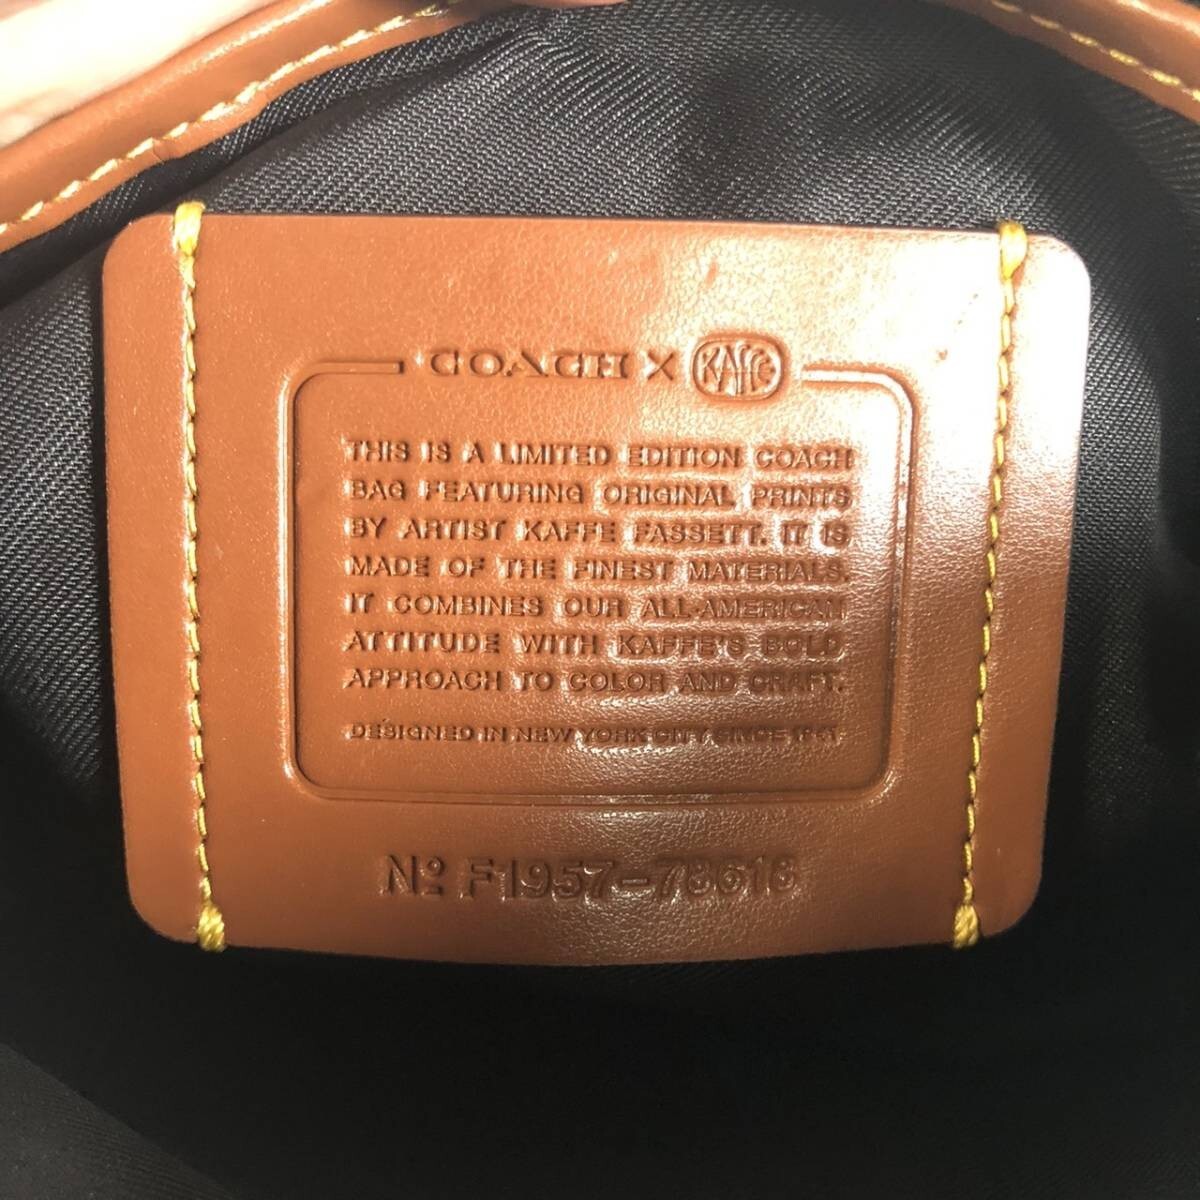 COACH X KAFFE
THIS IS A LIMITED EDITION COACH
BAG FEATURING ORIGINAL PRINTS
BY ARTIST KAFFE FASSETT. IT IS
MADE OF THE FINEST MATERIALS.
IT COMBINES OUR ALL-AMERICAN
ATTITUDE WITH KAFFE'S BOLD
APPROACH TO COLOR AND CRAFT.
DESIGNED IN NEW YORK CITY SINCE 1941.
Nº F1957-78618